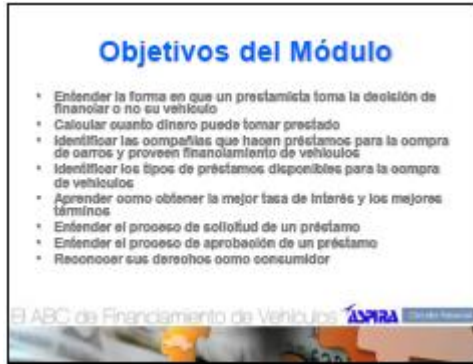 Objetivos del Módulo
• Entender la forma en que un prestamista toma la decisión de
financiar o no su vehículo
• Calcular cuanto dinero puede tomar prestado
• Identificar las compañías que hacen préstamos para la compra
de carros y proveen financiamiento de vehículos
• Identificar los tipos de préstamos disponibles para la compra
de vehículos
• Aprender como obtener la mejor tasa de interés y los mejores
términos
• Entender el proceso de solicitud de un préstamo
• Entender el proceso de aprobación de un préstamo
• Reconocer sus derechos como consumidor
El ABC de Financiamiento de Vehículos ASPIRA